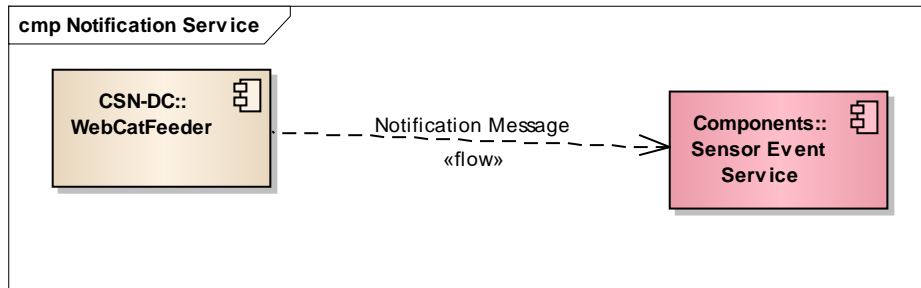 cmp Notification Service
CSN-DC::
WebCatFeeder
Notification Message
«flow»
Components::
Sensor Event
Service